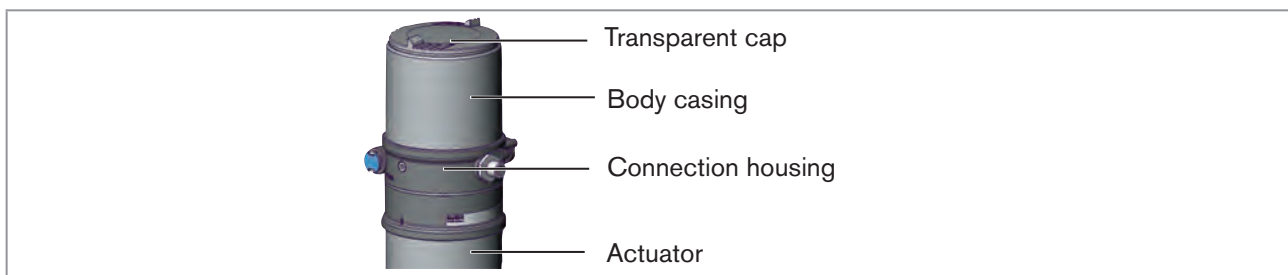 Transparent cap
Body casing
Connection housing
Actuator